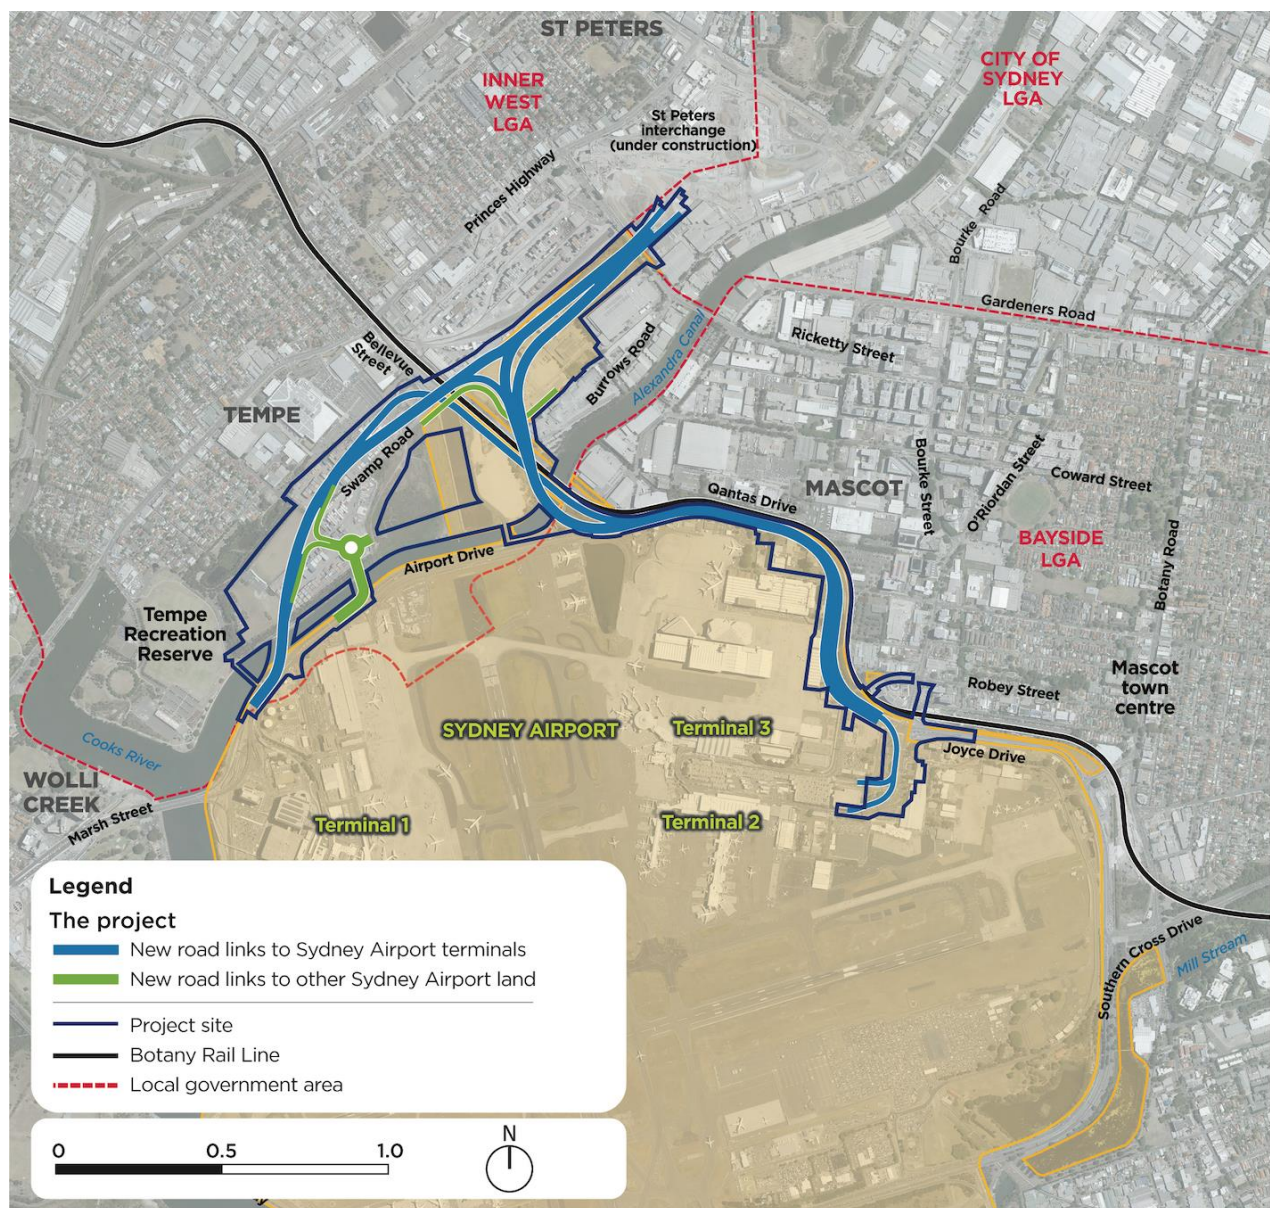 ST PETERS
INNER
WEST
LGA
CITY OF
SYDNEY
LGA
St Peters
interchange
(under construction)
Princes Highway
Bourke Road
Gardeners Road
Ricketty Street
Bellevue
Street
Burrows Road
Alexandra Canal
TEMPE
Swamp Road
Qantas Drive
MASCOT
Bourke Street
O'Riordan Street
Coward Street
BAYSIDE
LGA
Botany Road
Airport Drive
Tempe
Recreation
Reserve
Mascot
town
centre
Robey Street
SYDNEY AIRPORT
Terminal 3
Joyce Drive
Cooks River
WOLLI
CREEK
Marsh Street
Terminal 1
Terminal 2
Southern Cross Drive
Mill Stream
Legend
The project
New road links to Sydney Airport terminals
New road links to other Sydney Airport land
Project site
Botany Rail Line
Local government area
0 0.5 1.0
N